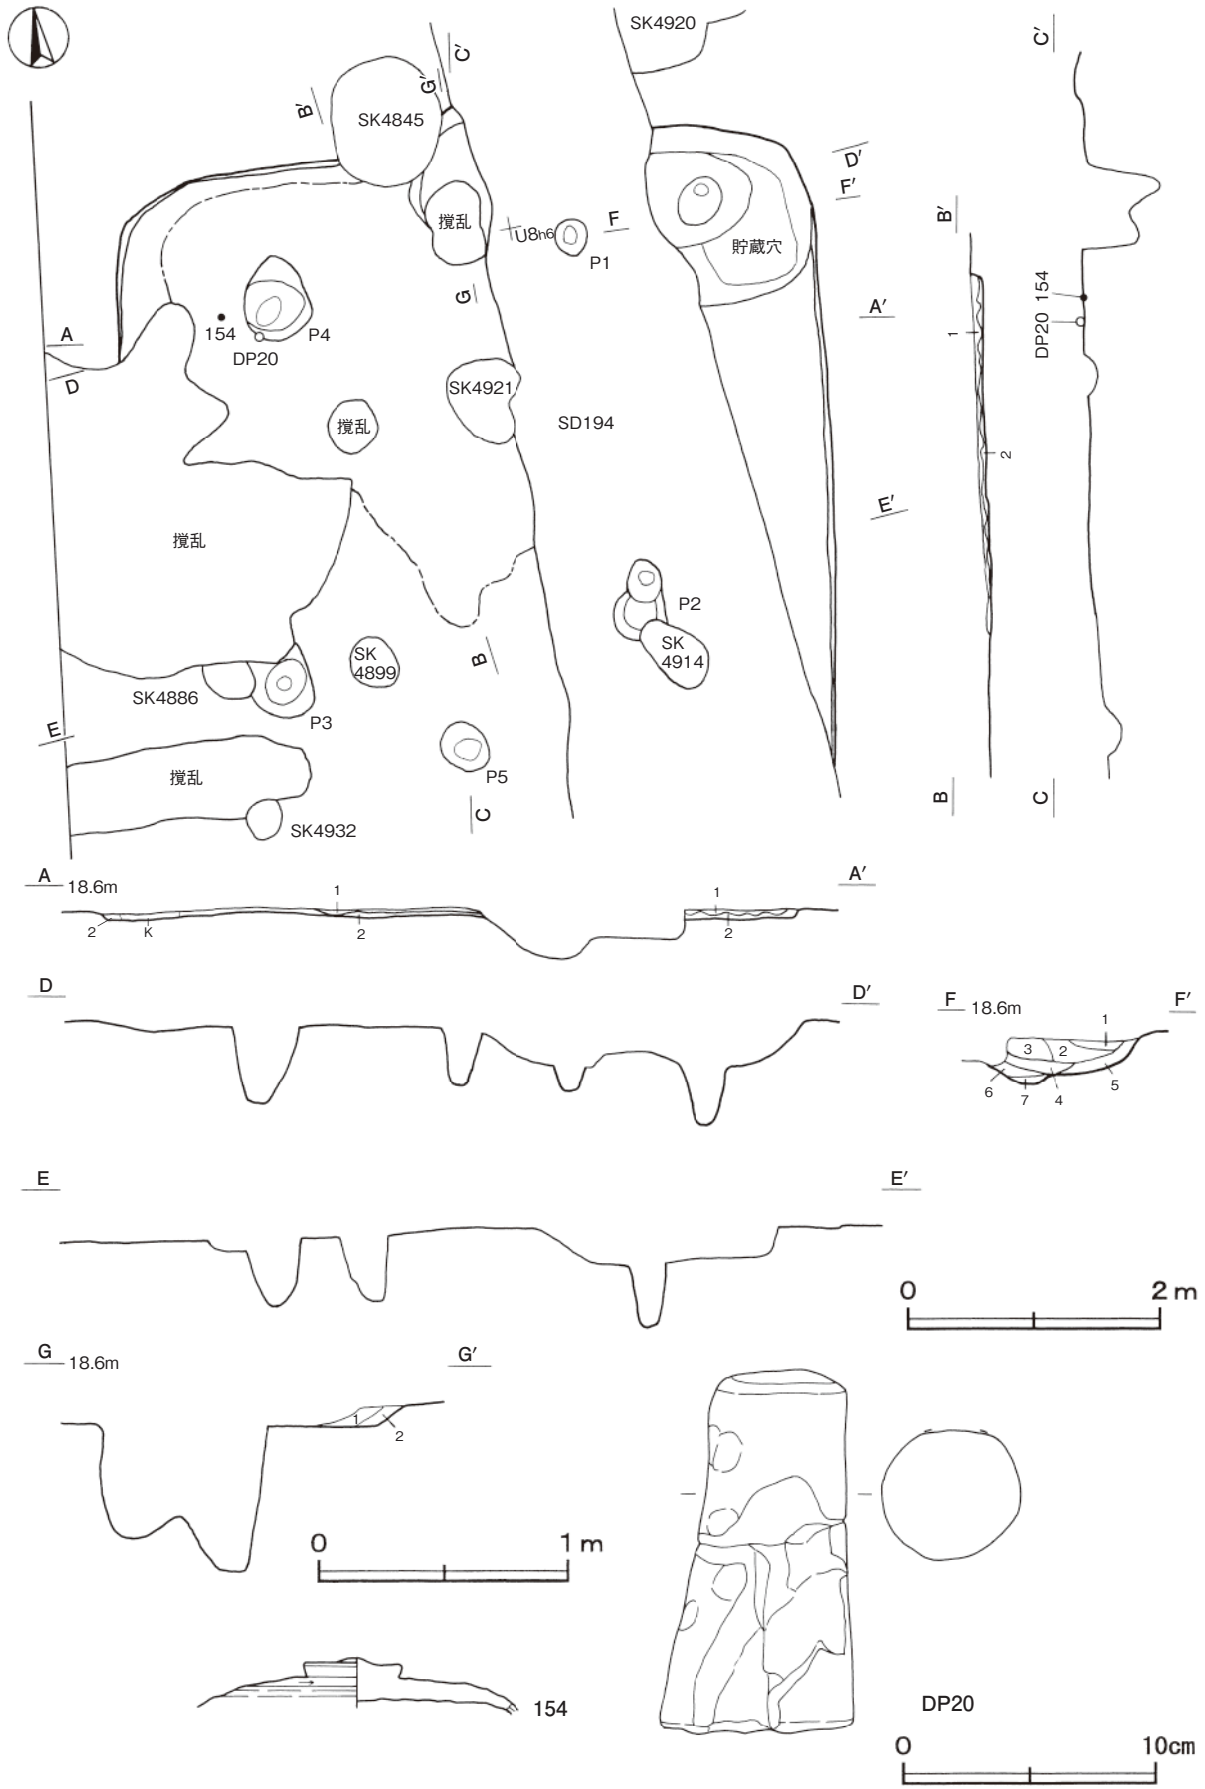 SK4920
C′
C′
G′
B′
SK4845
D′
F′
B′
撹乱
U8h6
F
P1
貯蔵穴
G
A′
154
DP20
P4
A
D
1
154
DP20
SK4921
撹乱
SD194
2
E′
撹乱
P2
SK
4914
SK
4899
B
SK4886
P3
E
撹乱
P5
C
B
C
SK4932
A
18.6m
A′
1
1
2
K
2
2
D
D′
F
18.6m
F′
1
3
2
6
7
4
5
E
E′
0
2m
G
18.6m
G′
1
2
0
1m
154
DP20
0
10cm